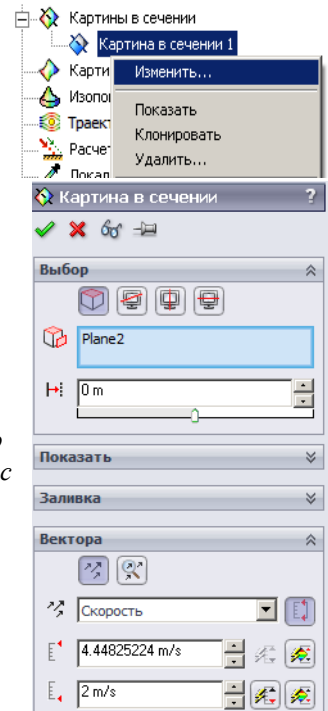 Картины в сечении
Картина в сечении 1
Карти
Изменить...
Изопо
Показать
Траект
Клонировать
Расчет
Удалить...
Локал
Картина в сечении ?
Выбор
Plane2
0 m
Показать
с
Заливка
Вектора
Скорость
4.44825224 m/s
2 m/s